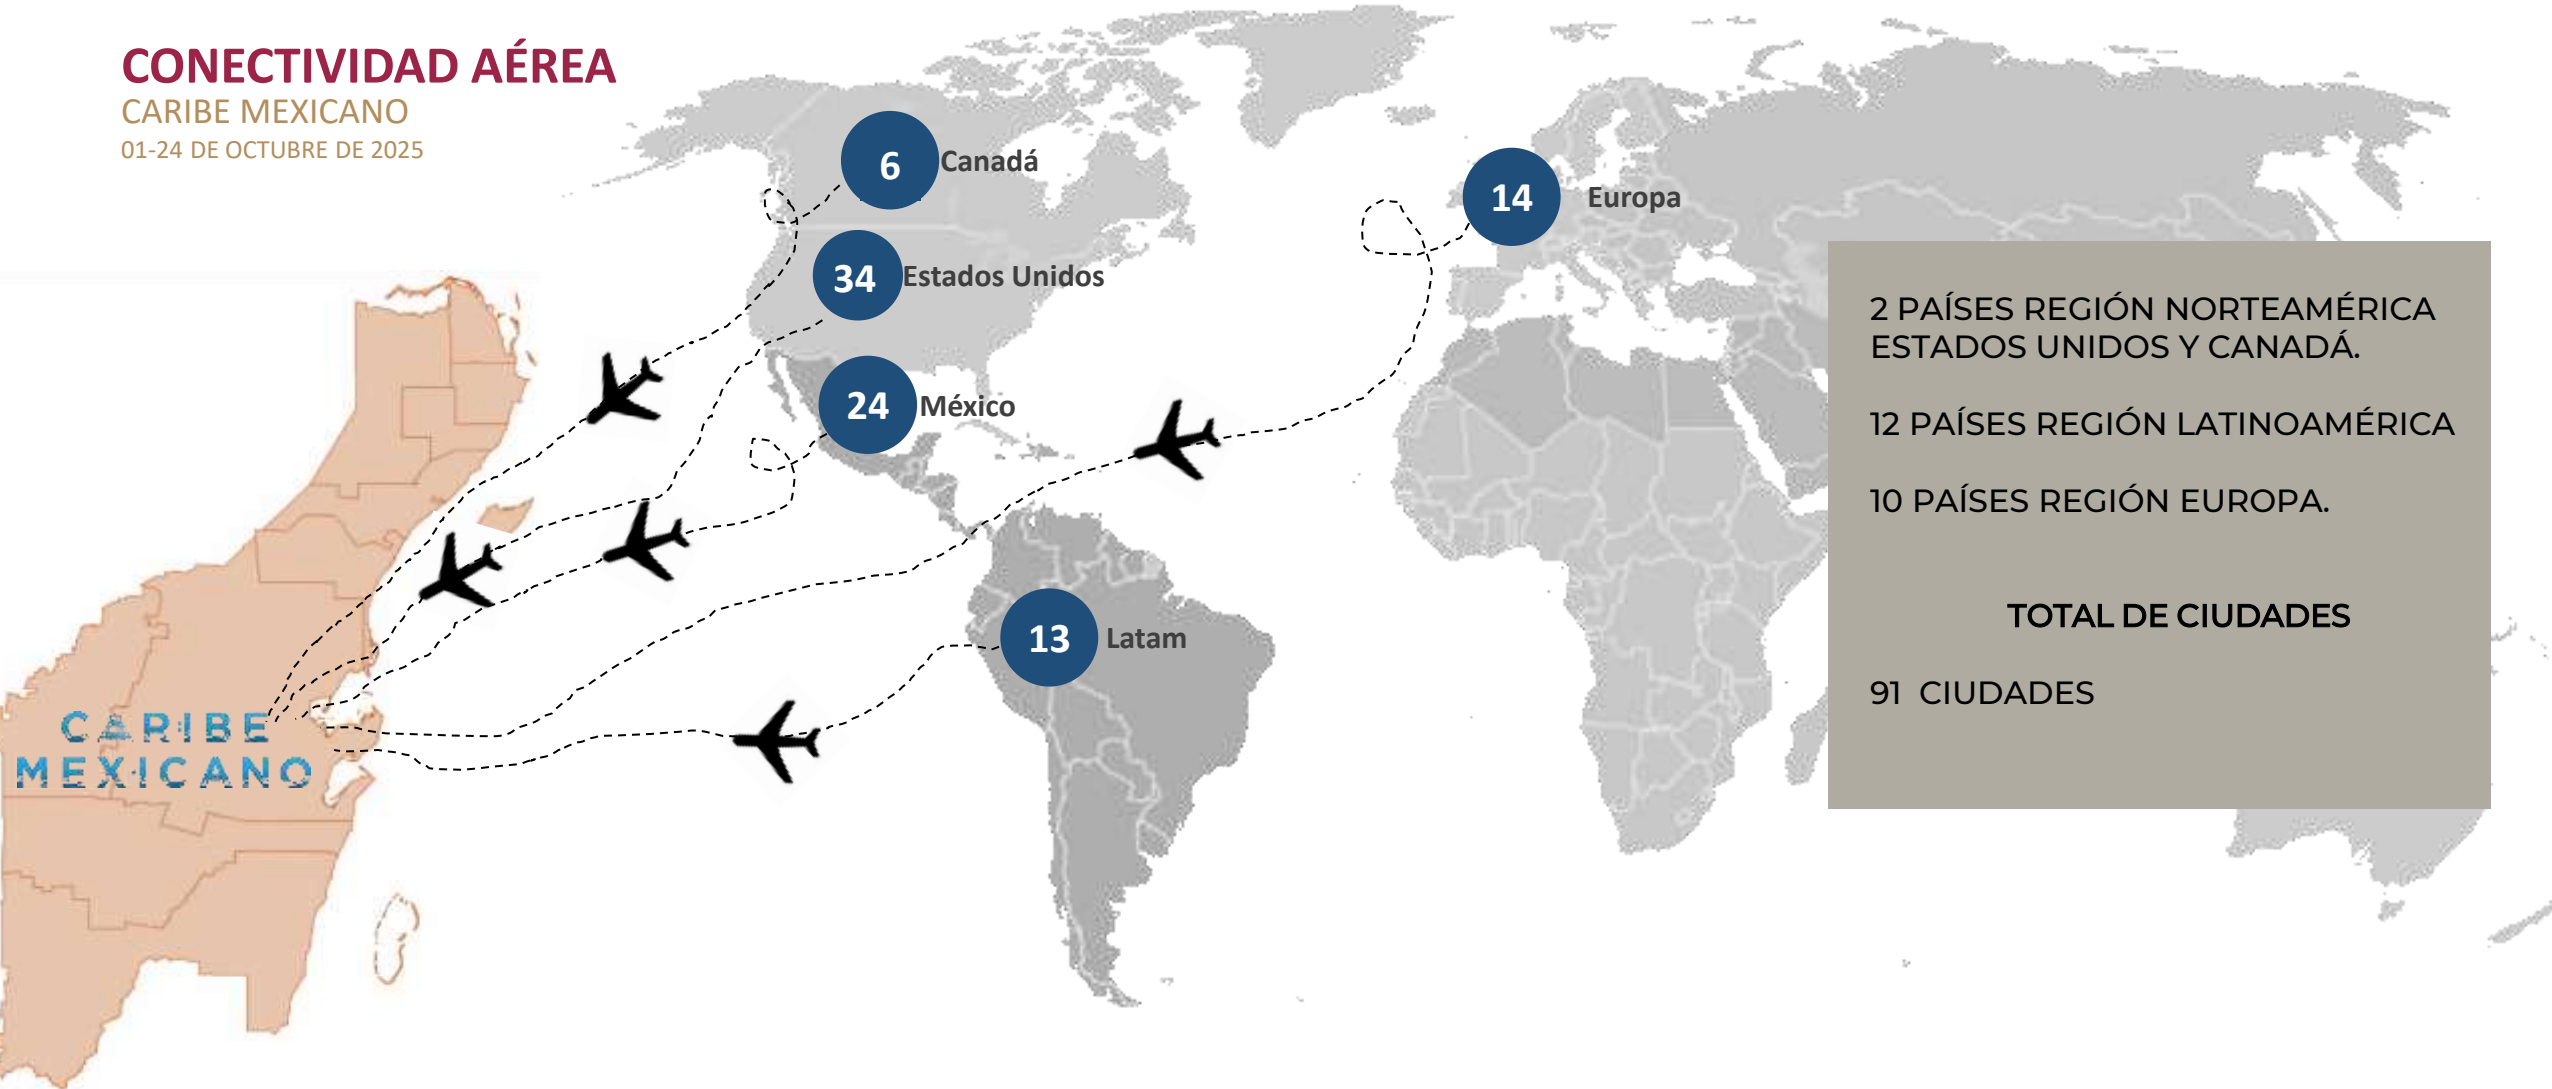 CONECTIVIDAD AÉREA
CARIBE MEXICANO
01-24 DE OCTUBRE DE 2025
6 Canadá
14 Europa
34 Estados Unidos
24 México
13 Latam
CARIBE
MEXICANO
2 PAÍSES REGIÓN NORTEAMÉRICA
ESTADOS UNIDOS Y CANADÁ.
12 PAÍSES REGIÓN LATINOAMÉRICA
10 PAÍSES REGIÓN EUROPA.
TOTAL DE CIUDADES
91 CIUDADES